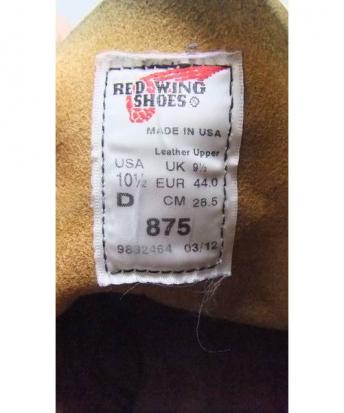 RED WING
SHOES
MADE IN USA
Leather Upper
USA UK 9½
10½ EUR 44.0
D CM 28.5
875
9832464 03/12